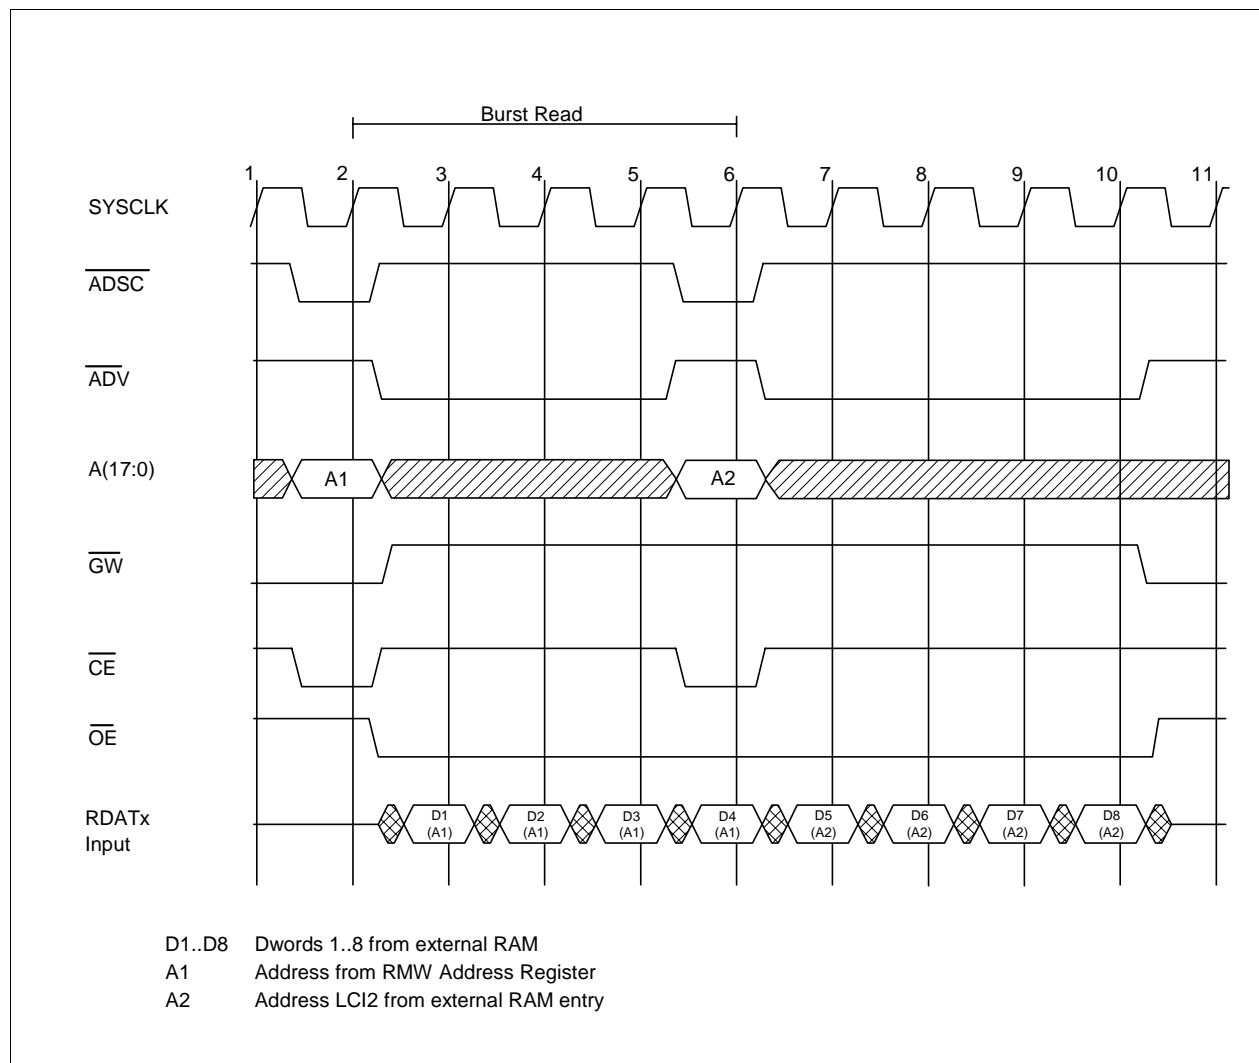 Burst Read
1 2 3 4 5 6 7 8 9 10 11
SYSCLK
ADSC
ADV
A(17:0) A1 A2
GW
CE
OE
RDATx
Input
D1 D2 D3 D4 D5 D6 D7 D8
(A1) (A1) (A1) (A1) (A2) (A2) (A2) (A2)
D1..D8 Dwords 1..8 from external RAM
A1 Address from RMW Address Register
A2 Address LCI2 from external RAM entry